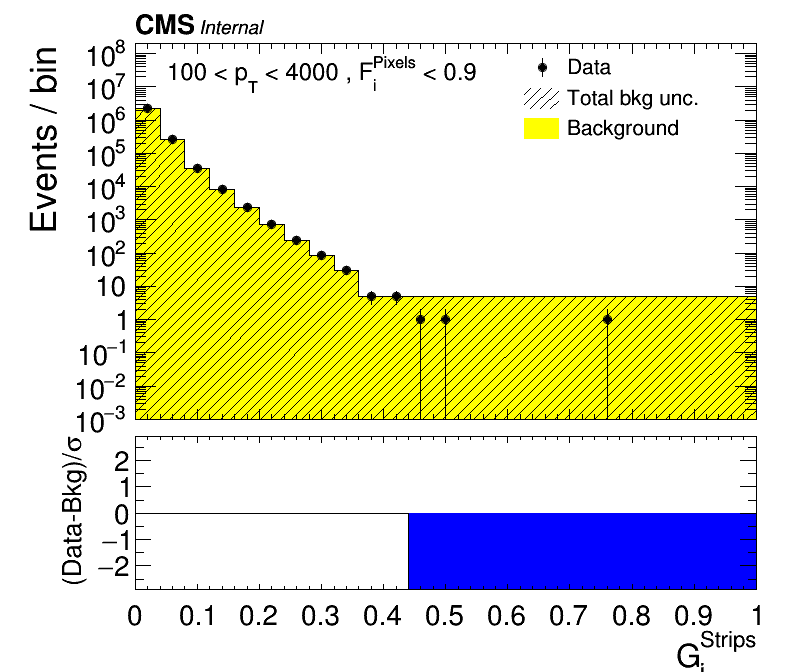 CMS Internal
100 < p_T < 4000 , F_i^Pixels < 0.9
Data
Total bkg unc.
Background
Events / bin
10^8
10^7
10^6
10^5
10^4
10^3
10^2
10
1
10^−1
10^−2
10^−3
(Data-Bkg)/σ
2
1
0
−1
−2
0 0.1 0.2 0.3 0.4 0.5 0.6 0.7 0.8 0.9 1
G_i^Strips